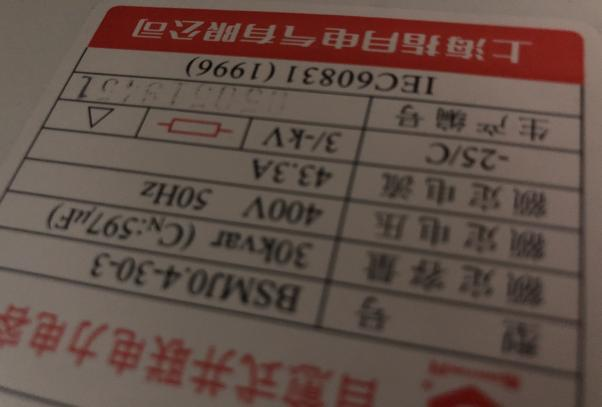 自愈式并联电力电容
型号 BSMJ0.4-30-3
额定容量 30kvar (CN:597μF)
额定电压 400V 50Hz
额定电流 43.3A
-25/C 3/-kV
生产编号
IEC60831 (1996)
上海指月电气有限公司